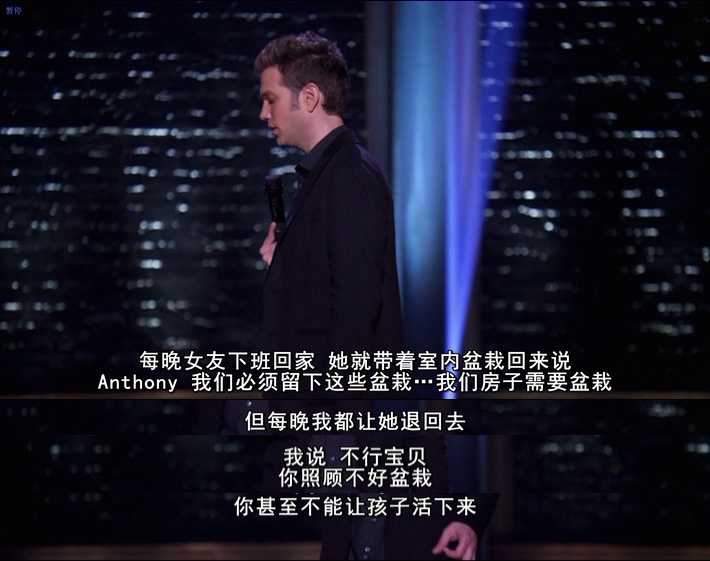 暂停
每晚女友下班回家 她就带着室内盆栽回来说
Anthony 我们必须留下这些盆栽…我们房子需要盆栽
但每晚我都让她退回去
我说 不行宝贝
你照顾不好盆栽
你甚至不能让孩子活下来